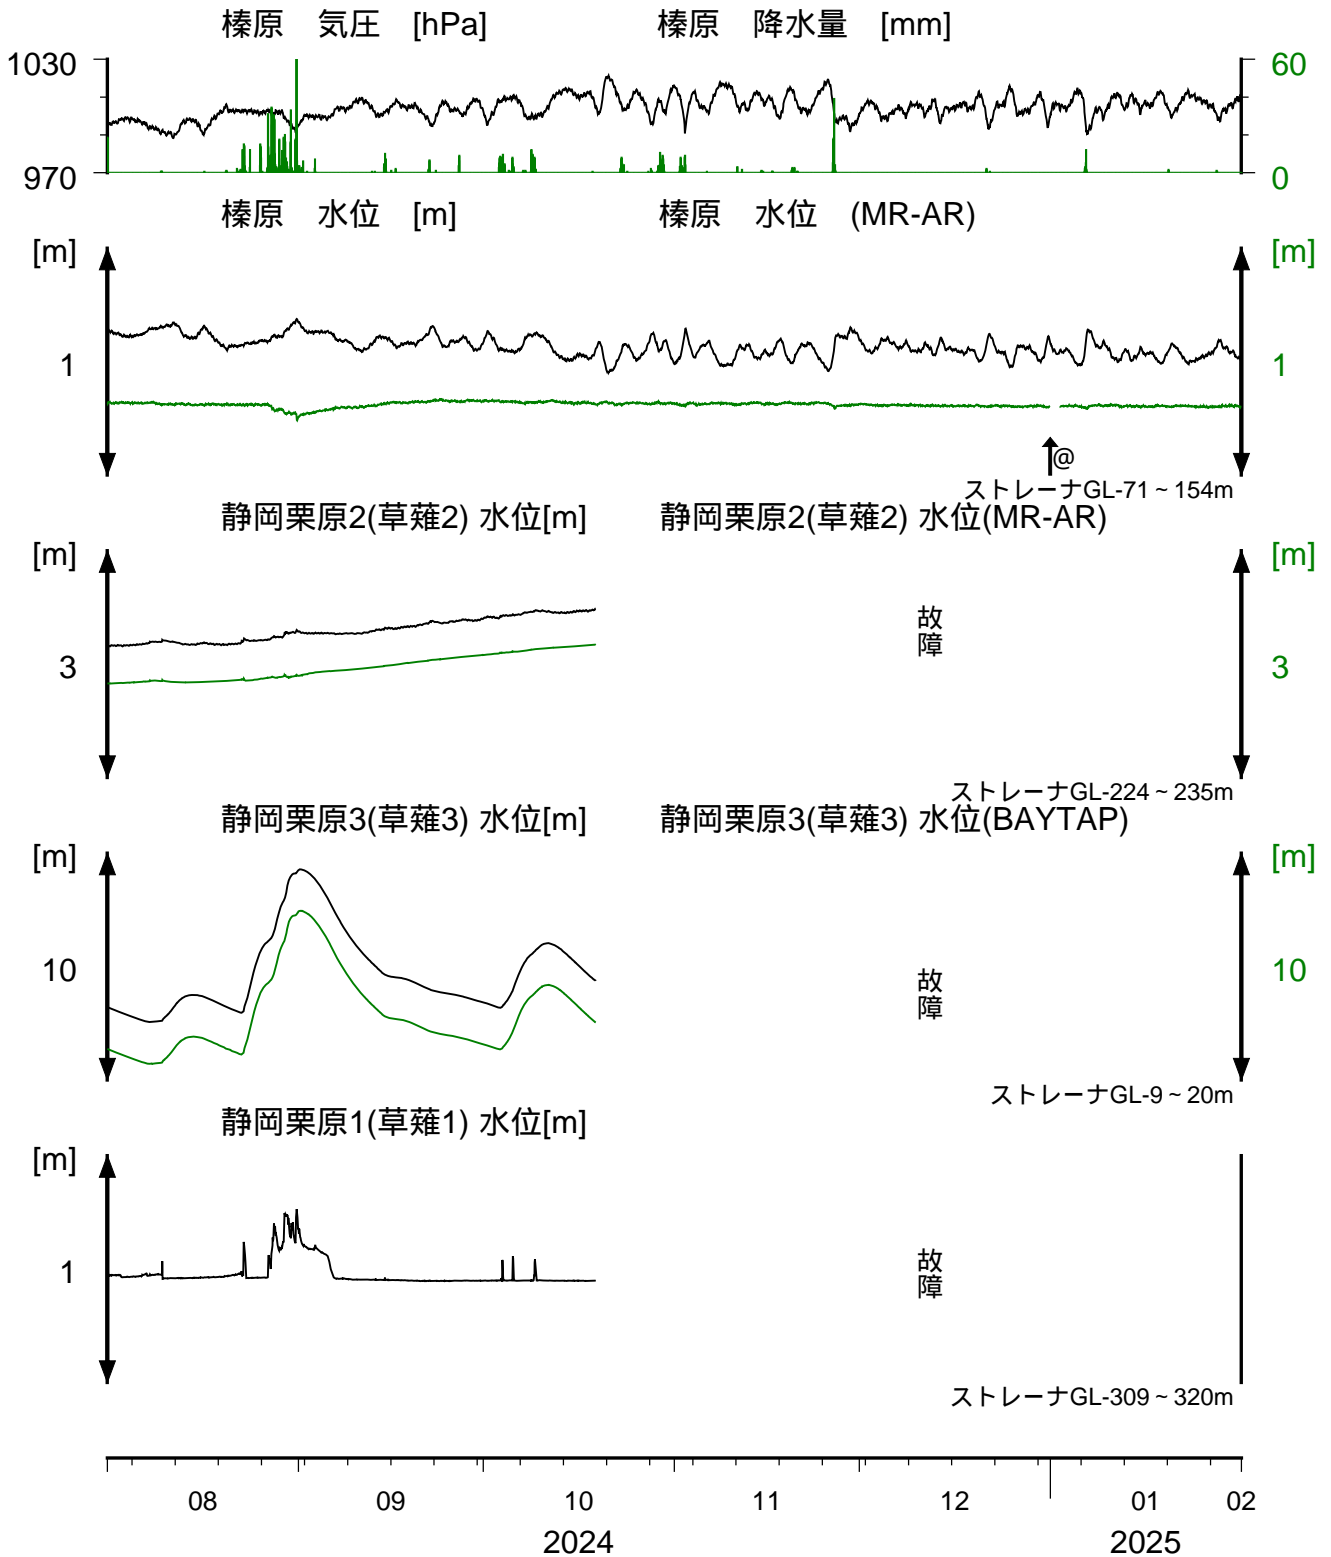 榛原 気圧 [hPa] 榛原 降水量 [mm]
1030 60
970 0
榛原 水位 [m] 榛原 水位 (MR-AR)
[m] [m]
1 1
@
ストレーナGL-71 ~ 154m
静岡栗原2(草薙2) 水位[m] 静岡栗原2(草薙2) 水位(MR-AR)
[m] [m]
故障
3 3
ストレーナGL-224 ~ 235m
静岡栗原3(草薙3) 水位[m] 静岡栗原3(草薙3) 水位(BAYTAP)
[m] [m]
10 10
故障
ストレーナGL-9 ~ 20m
静岡栗原1(草薙1) 水位[m]
[m]
1
故障
ストレーナGL-309 ~ 320m
08 09 10 11 12 01 02
2024 2025